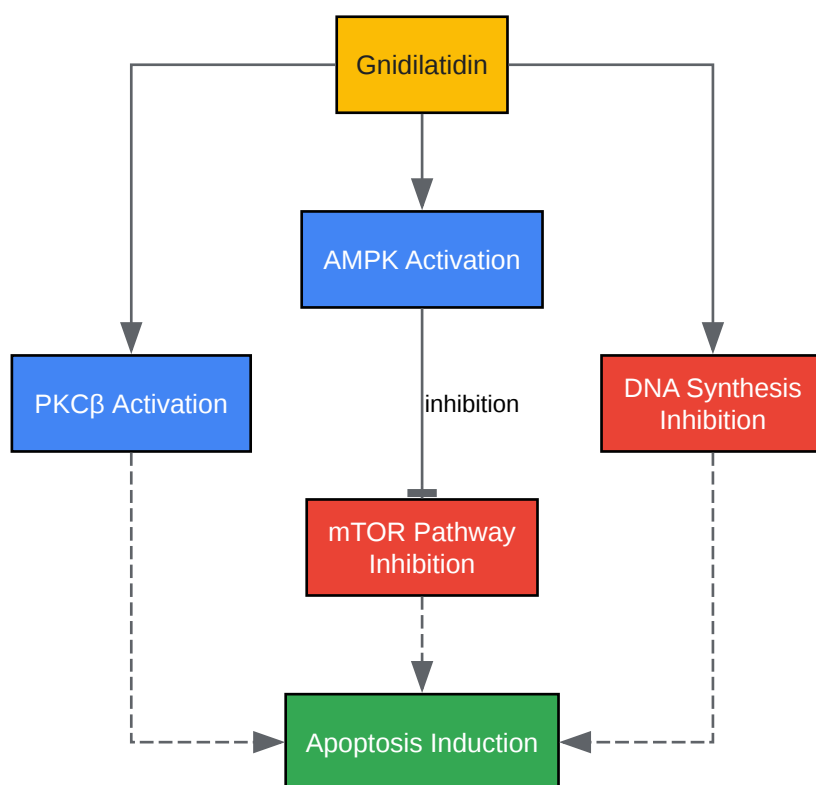 Gnidilatidin
AMPK Activation
PKCβ Activation
inhibition
DNA Synthesis
Inhibition
mTOR Pathway
Inhibition
Apoptosis Induction